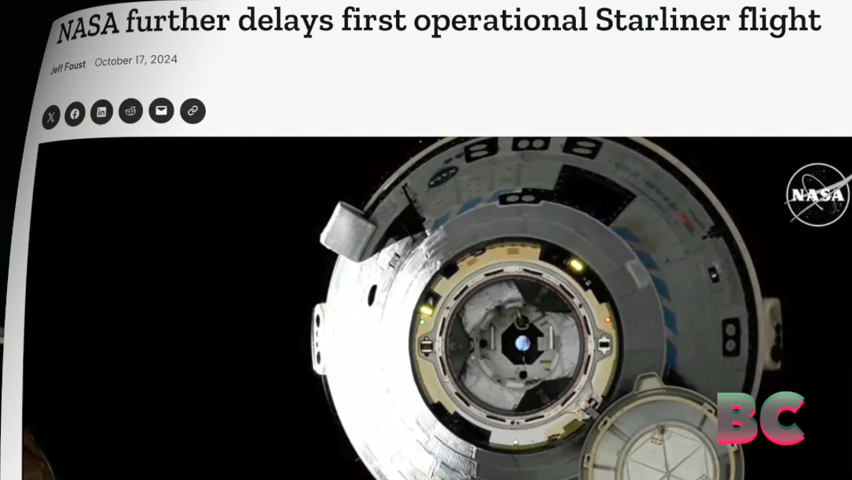 NASA further delays first operational Starliner flight
Jeff Foust October 17, 2024
NASA
BC